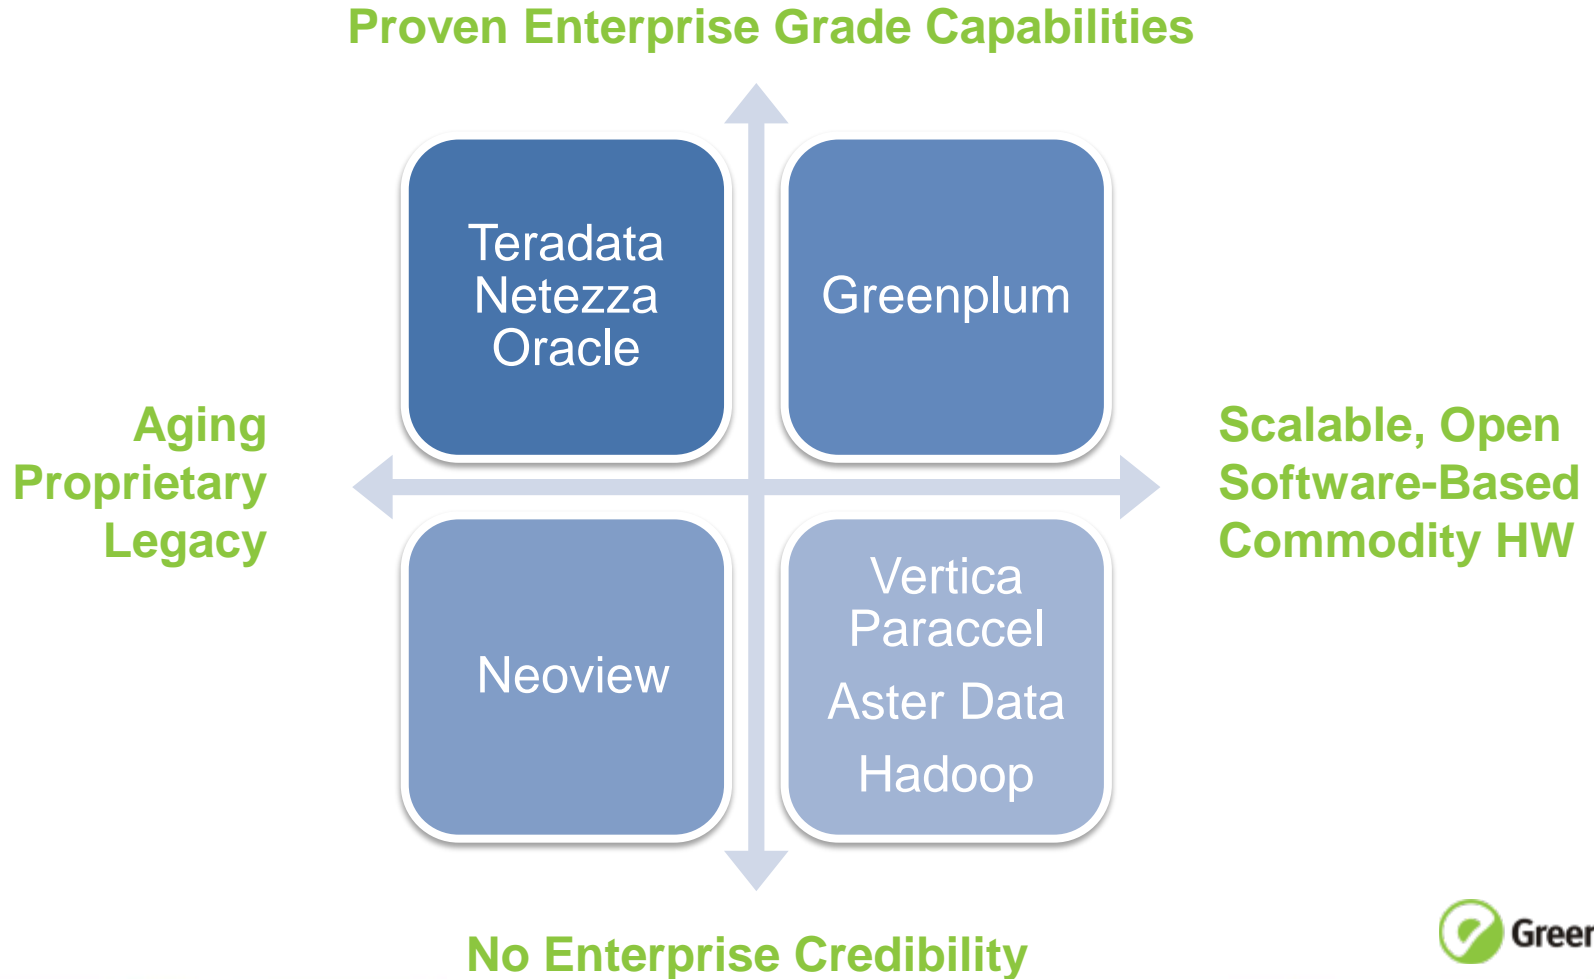 Proven Enterprise Grade Capabilities
Teradata
Netezza
Oracle
Greenplum
Aging
Proprietary
Legacy
Scalable, Open
Software-Based
Commodity HW
Neoview
Vertica
Paraccel
Aster Data
Hadoop
No Enterprise Credibility
Green